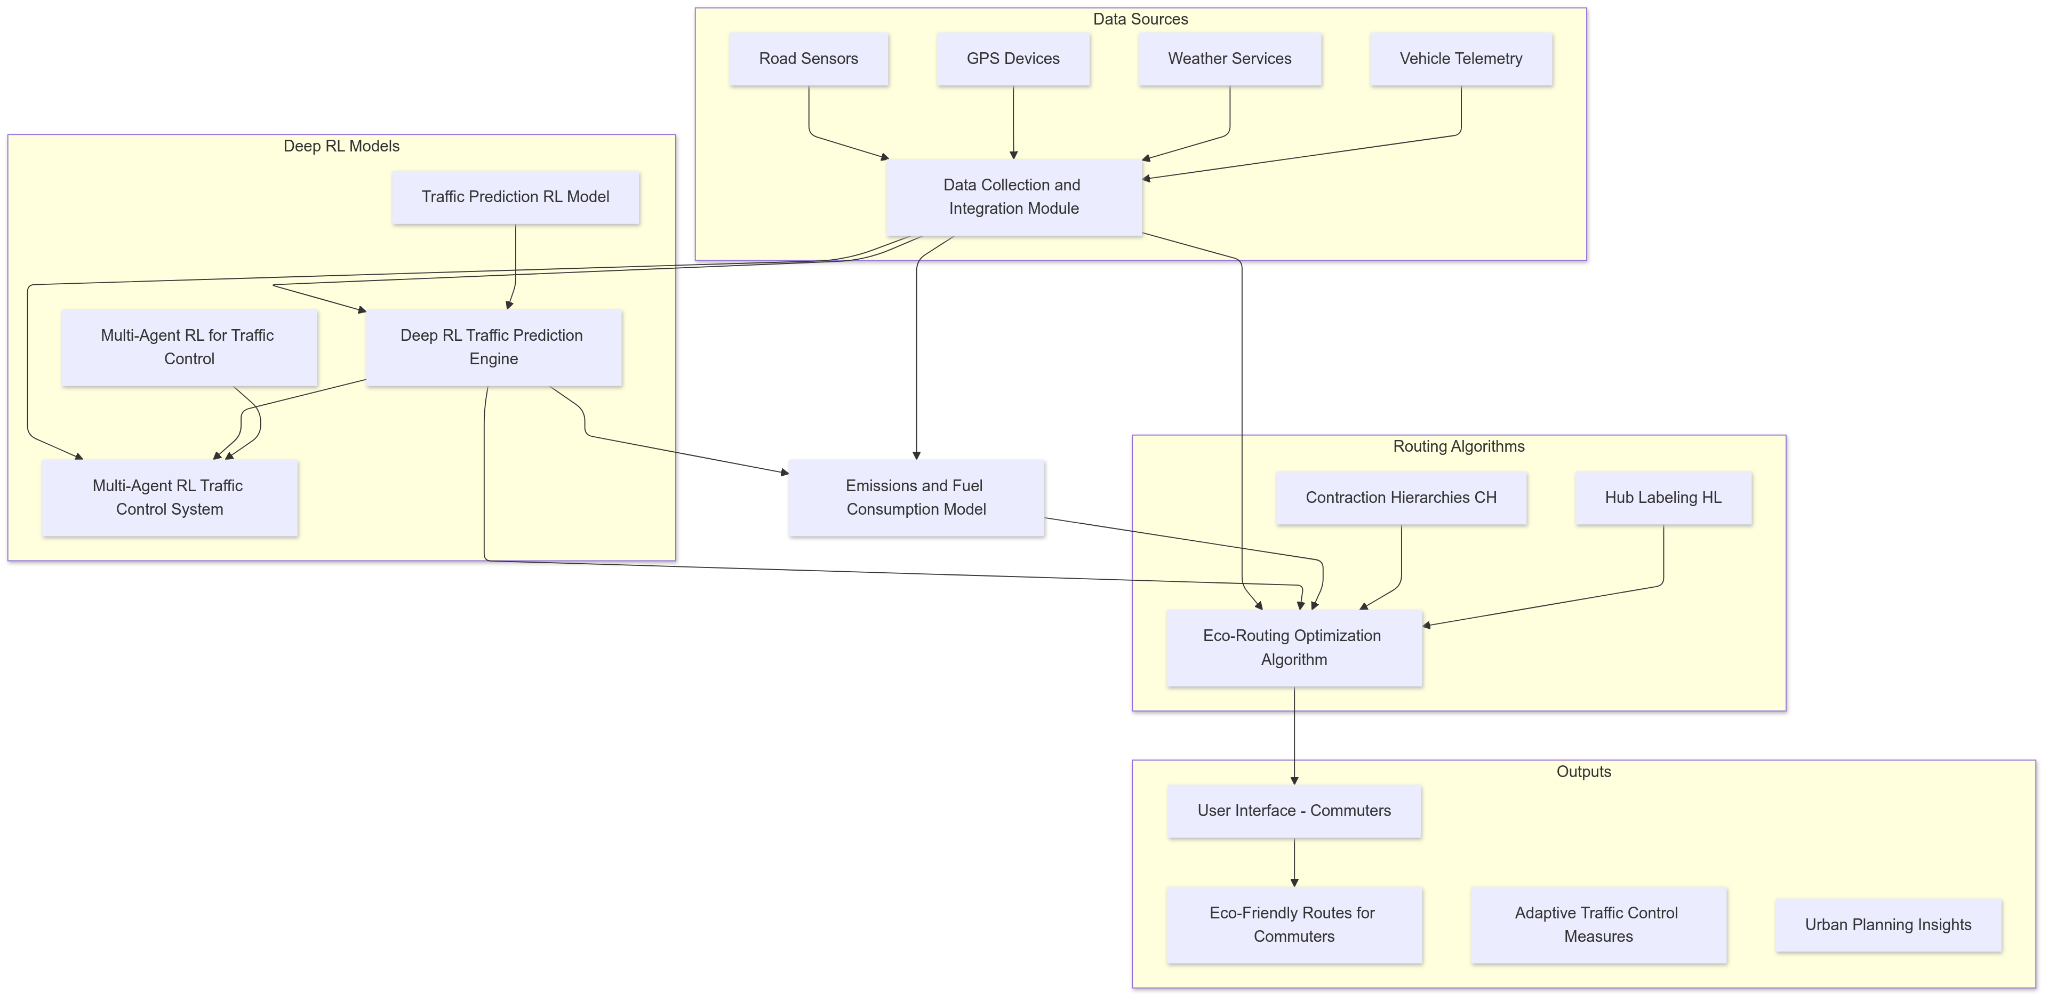 Data Sources
Road Sensors
GPS Devices
Weather Services
Vehicle Telemetry
Data Collection and
Integration Module
Deep RL Models
Traffic Prediction RL Model
Multi-Agent RL for Traffic
Control
Deep RL Traffic Prediction
Engine
Multi-Agent RL Traffic
Control System
Emissions and Fuel
Consumption Model
Routing Algorithms
Contraction Hierarchies CH
Hub Labeling HL
Eco-Routing Optimization
Algorithm
Outputs
User Interface - Commuters
Eco-Friendly Routes for
Commuters
Adaptive Traffic Control
Measures
Urban Planning Insights